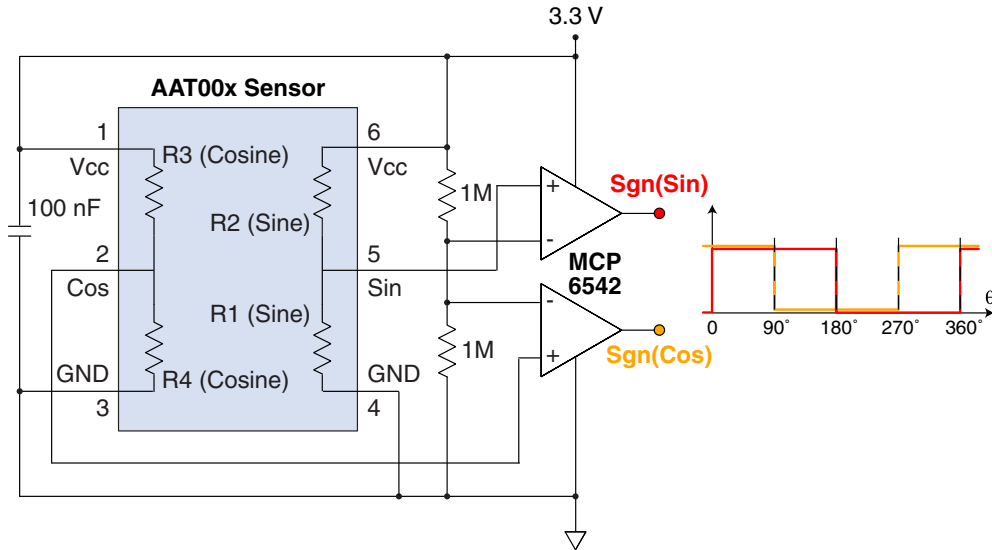 3.3 V
AAT00x Sensor
1
Vcc
R3 (Cosine)
6
Vcc
100 nF
R2 (Sine)
1M
+
-
Sgn(Sin)
2
Cos
5
Sin
MCP
6542
R1 (Sine)
-
+
1M
Sgn(Cos)
GND
3
R4 (Cosine)
GND
4
θ
0
90°
180°
270°
360°